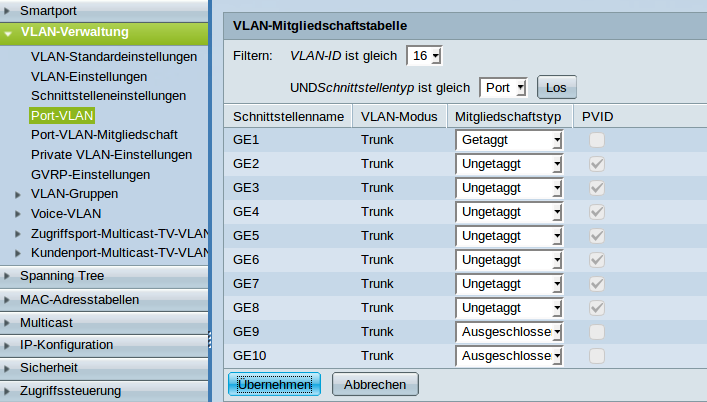 Smartport
VLAN-Verwaltung
VLAN-Standardeinstellungen
VLAN-Einstellungen
Schnittstelleneinstellungen
Port-VLAN
Port-VLAN-Mitgliedschaft
Private VLAN-Einstellungen
GVRP-Einstellungen
VLAN-Gruppen
Voice-VLAN
Zugriffsport-Multicast-TV-VLAN
Kundenport-Multicast-TV-VLAN
Spanning Tree
MAC-Adresstabellen
Multicast
IP-Konfiguration
Sicherheit
Zugriffssteuerung
VLAN-Mitgliedschaftstabelle
Filtern: VLAN-ID ist gleich 16
UNDSchnittstellentyp ist gleich Port Los
Schnittstellenname VLAN-Modus Mitgliedschaftstyp PVID
GE1 Trunk Getaggt
GE2 Trunk Ungetaggt
GE3 Trunk Ungetaggt
GE4 Trunk Ungetaggt
GE5 Trunk Ungetaggt
GE6 Trunk Ungetaggt
GE7 Trunk Ungetaggt
GE8 Trunk Ungetaggt
GE9 Trunk Ausgeschlosse
GE10 Trunk Ausgeschlosse
Übernehmen Abbrechen